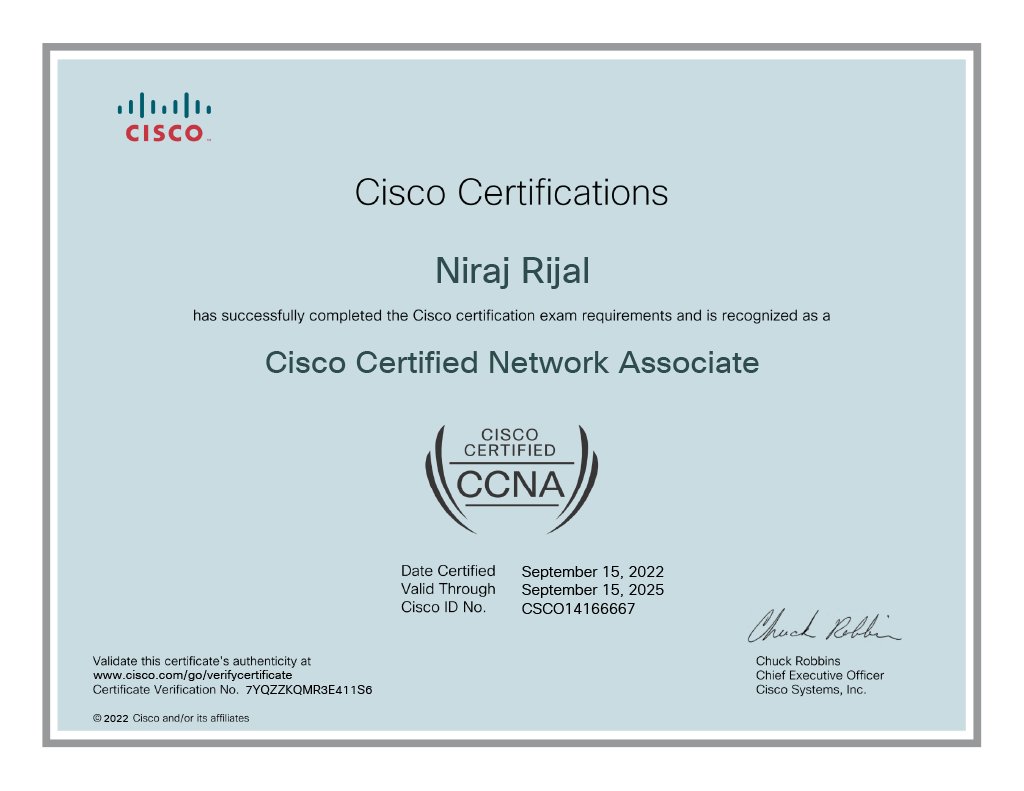 CISCO
Cisco Certifications
Niraj Rijal
has successfully completed the Cisco certification exam requirements and is recognized as a
Cisco Certified Network Associate
CISCO
CERTIFIED
CCNA
Date Certified September 15, 2022
Valid Through September 15, 2025
Cisco ID No. CSCO14166667
Chuck Robbins
Validate this certificate's authenticity at
www.cisco.com/go/verifycertificate
Certificate Verification No. 7YQZZKQMR3E411S6
Chuck Robbins
Chief Executive Officer
Cisco Systems, Inc.
© 2022 Cisco and/or its affiliates